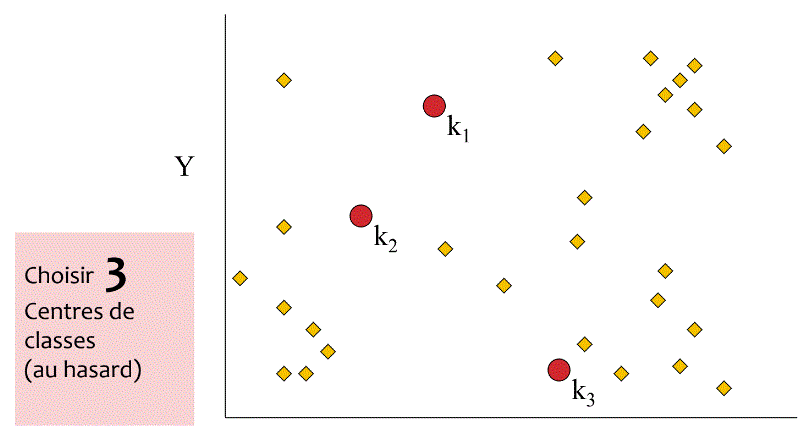 k1
Y
k2
Choisir 3
Centres de
classes
(au hasard)
k3